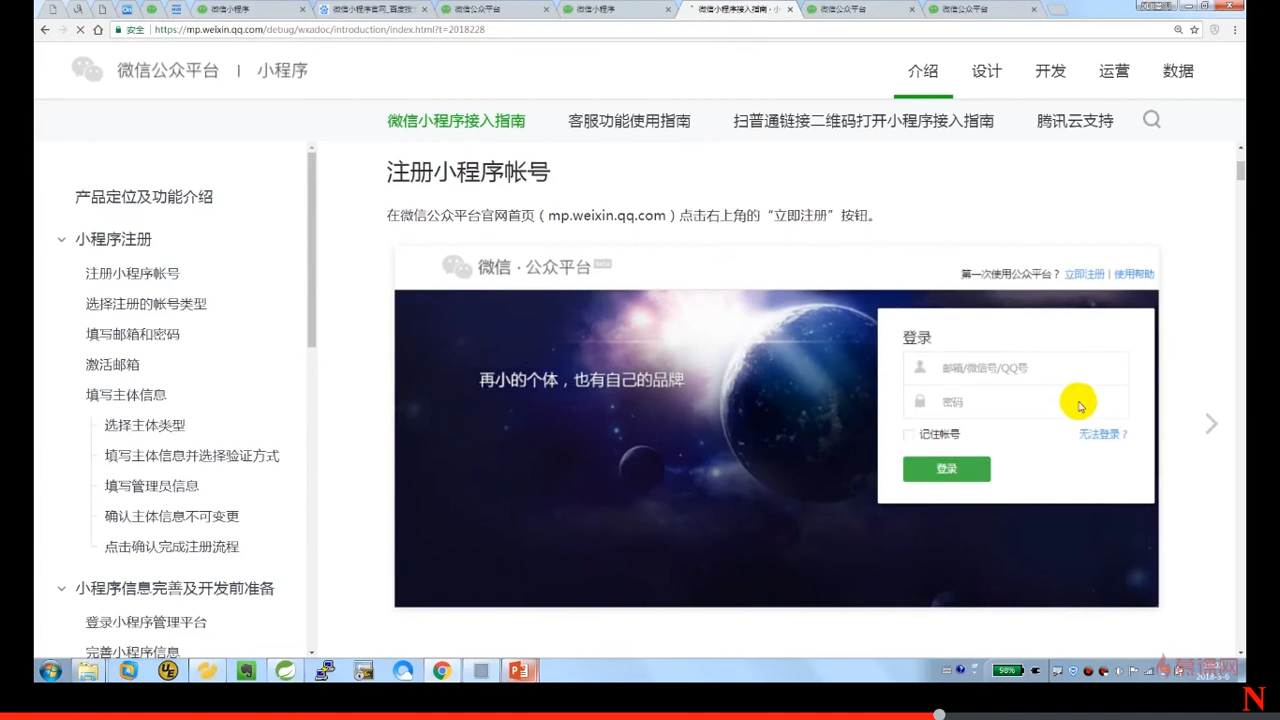 微信小程序
微信小程序官网_百度搜
微信公众平台
微信小程序
微信小程序接入指南 ·
微信公众平台
微信公众平台
安全 https://mp.weixin.qq.com/debug/wxadoc/introduction/index.html?t=2018228
微信公众平台 | 小程序
介绍 设计 开发 运营 数据
微信小程序接入指南 客服功能使用指南 扫普通链接二维码打开小程序接入指南 腾讯云支持
产品定位及功能介绍
小程序注册
注册小程序帐号
选择注册的帐号类型
填写邮箱和密码
激活邮箱
填写主体信息
选择主体类型
填写主体信息并选择验证方式
填写管理员信息
确认主体信息不可变更
点击确认完成注册流程
小程序信息完善及开发前准备
登录小程序管理平台
完善小程序信息
注册小程序帐号
在微信公众平台官网首页（mp.weixin.qq.com）点击右上角的“立即注册”按钮。
微信 · 公众平台
第一次使用公众平台？ 立即注册 | 使用帮助
再小的个体，也有自己的品牌
登录
邮箱/微信号/QQ号
密码
记住帐号 无法登录？
登录
98%
慕课网
2018-3-6
N